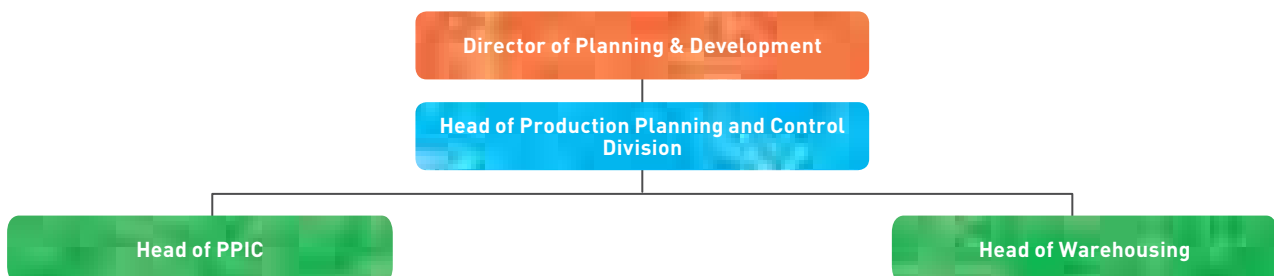 Director of Planning & Development
Head of Production Planning and Control
Division
Head of PPIC
Head of Warehousing